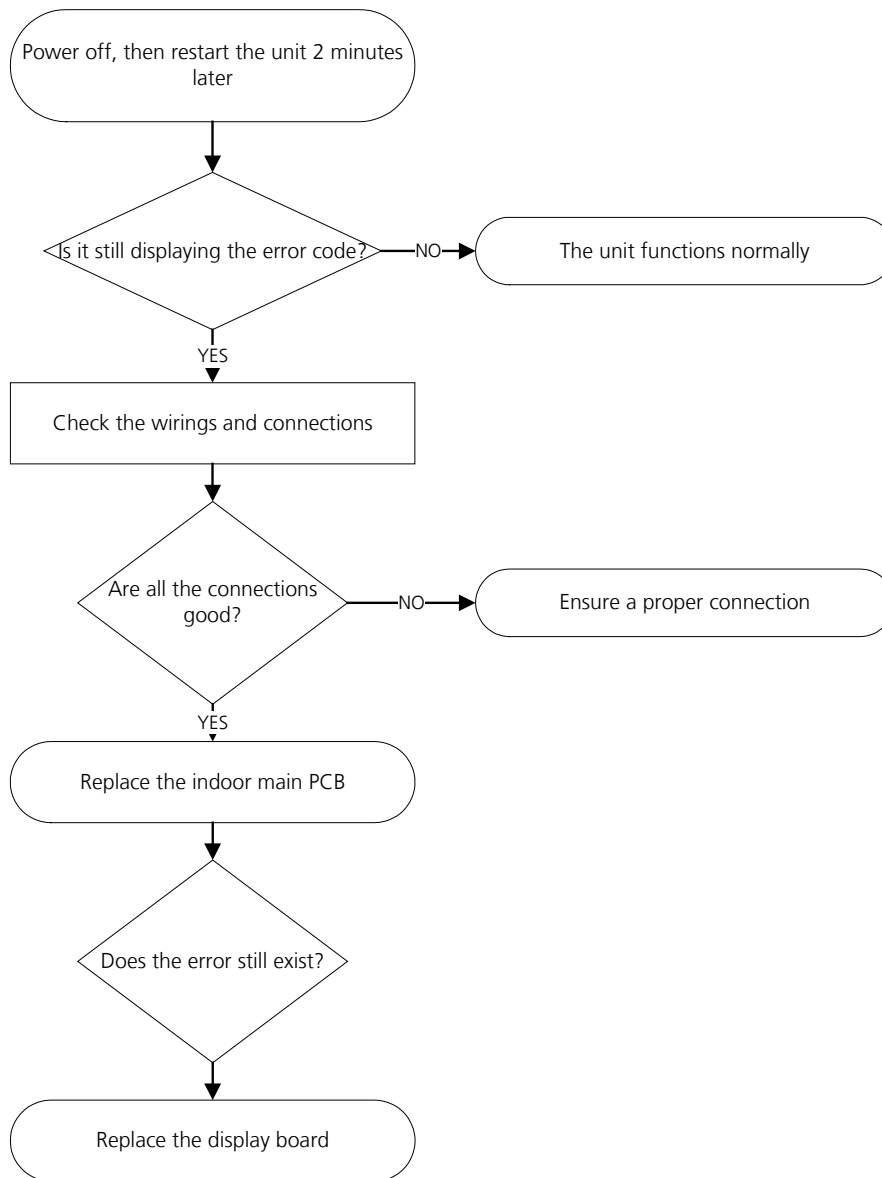 Power off, then restart the unit 2 minutes
later
Is it still displaying the error code?
NO
The unit functions normally
YES
Check the wirings and connections
Are all the connections
good?
NO
Ensure a proper connection
YES
Replace the indoor main PCB
Does the error still exist?
Replace the display board